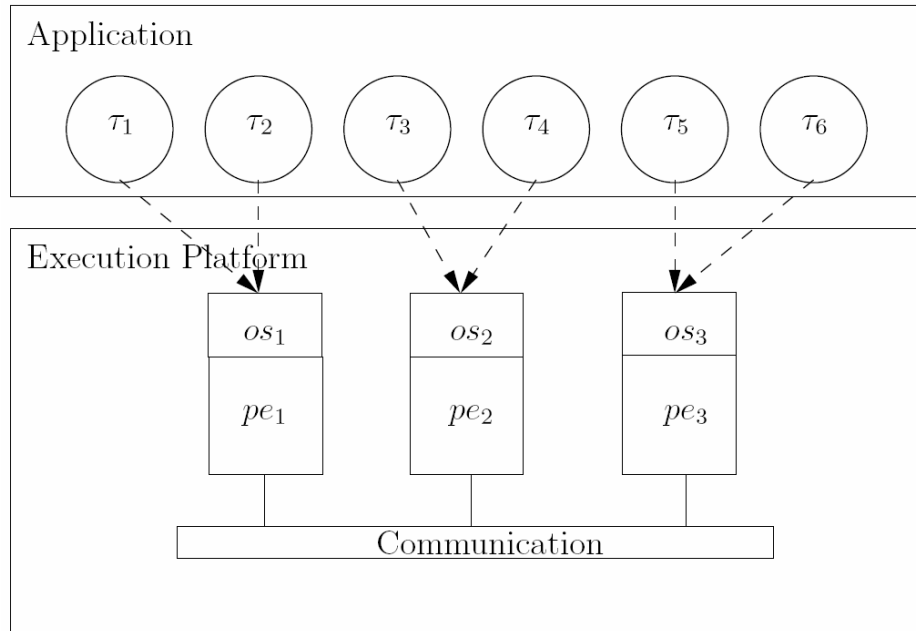 Application
τ₁ τ₂ τ₃ τ₄ τ₅ τ₆
Execution Platform
os₁ os₂ os₃
pe₁ pe₂ pe₃
Communication